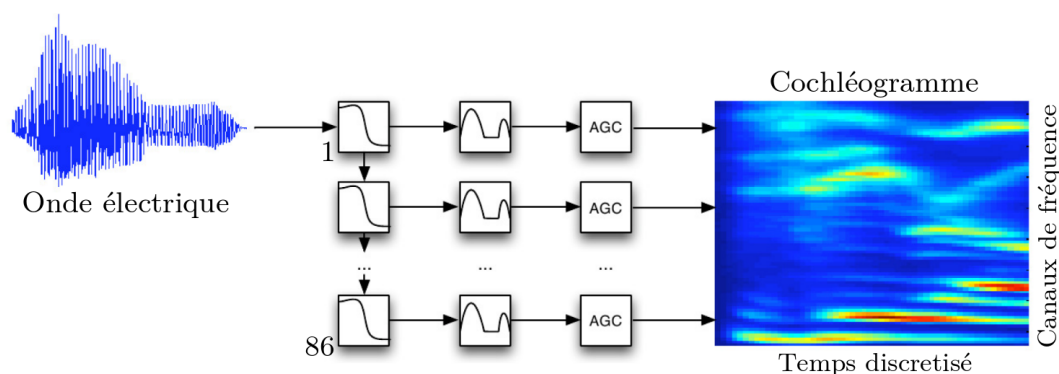 Onde électrique
1
AGC
AGC
... ... ...
86
AGC
Cochléogramme
Canaux de fréquence
Temps discretisé